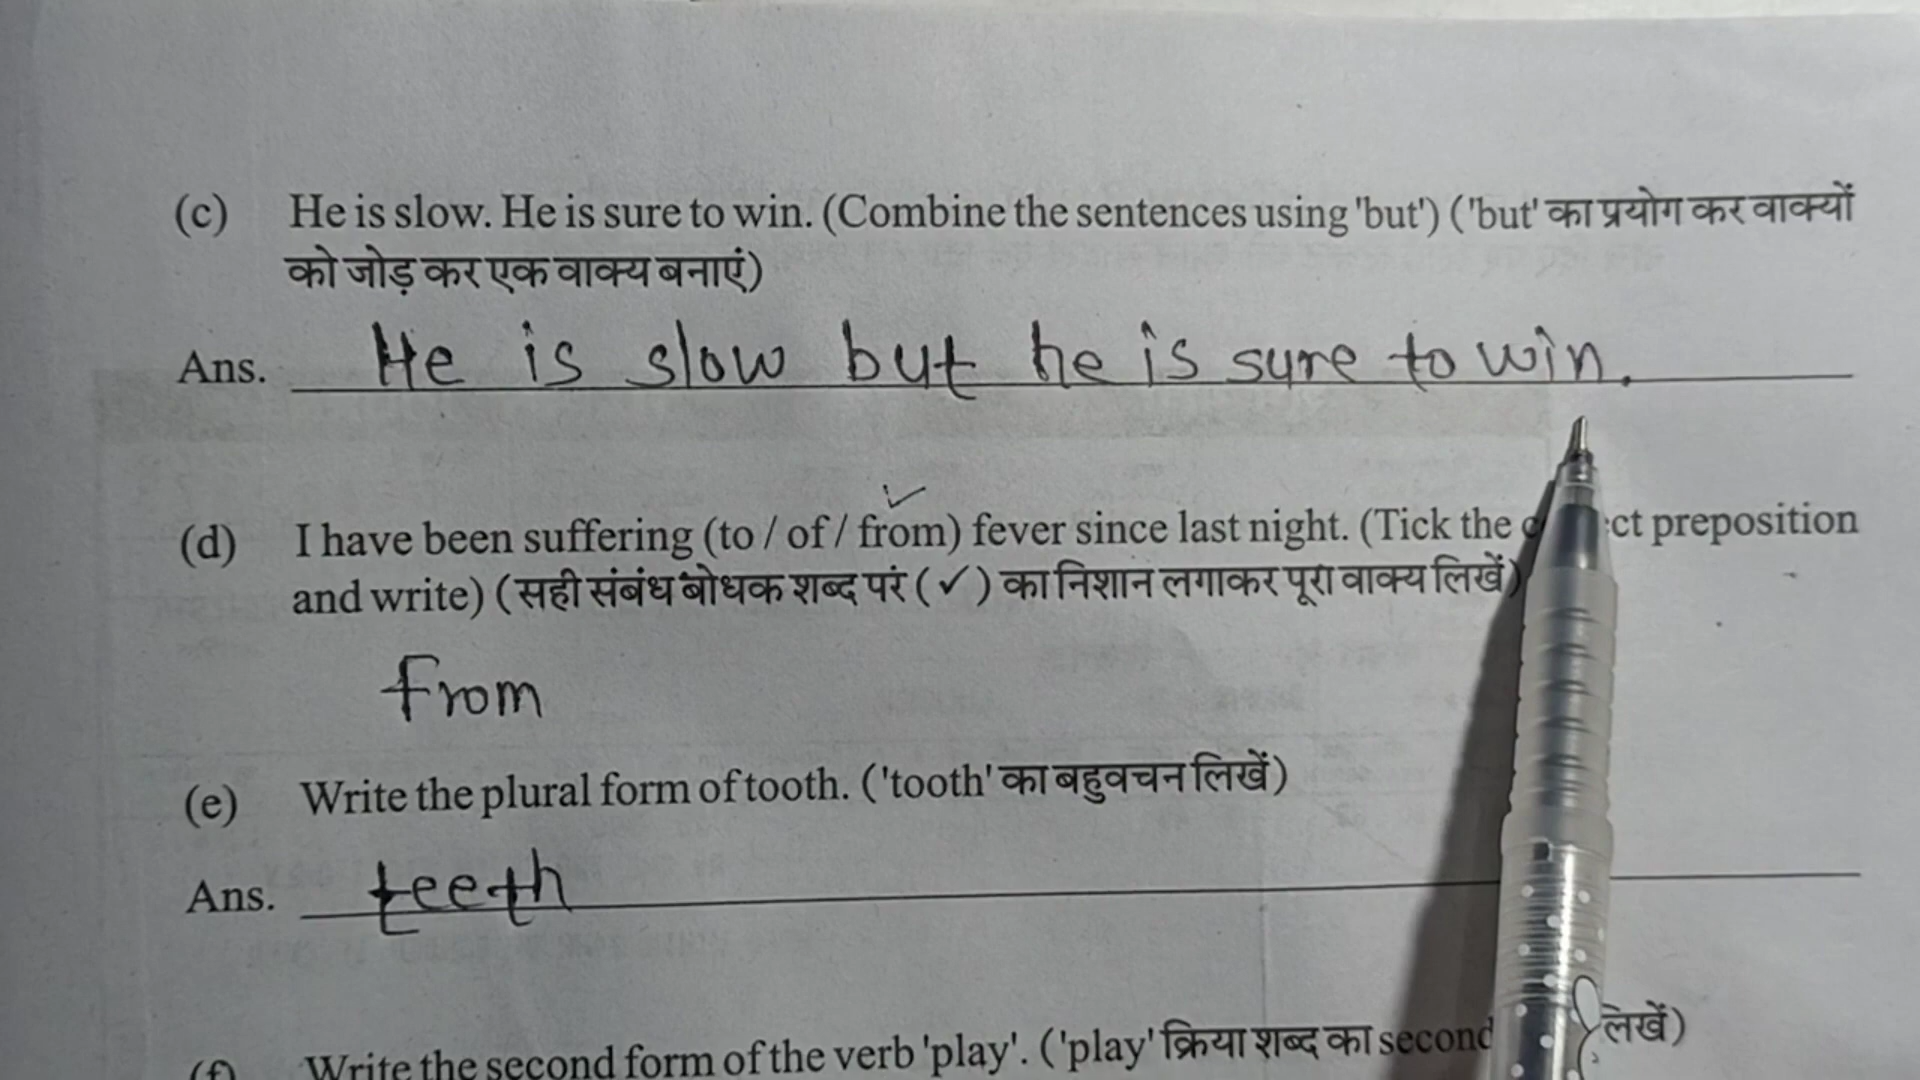 (c) He is slow. He is sure to win. (Combine the sentences using 'but') ('but' का प्रयोग कर वाक्यों
को जोड़ कर एक वाक्य बनाएं)
Ans. He is slow but he is sure to win.
(d) I have been suffering (to / of / from) fever since last night. (Tick the ct preposition
and write) (सही संबंध बोधक शब्द परं (✓) का निशान लगाकर पूरा वाक्य लिखें)
From
(e) Write the plural form of tooth. ('tooth' का बहुवचन लिखें)
Ans. teeth
(f) Write the second form of the verb 'play'. ('play' क्रिया शब्द का second लिखें)